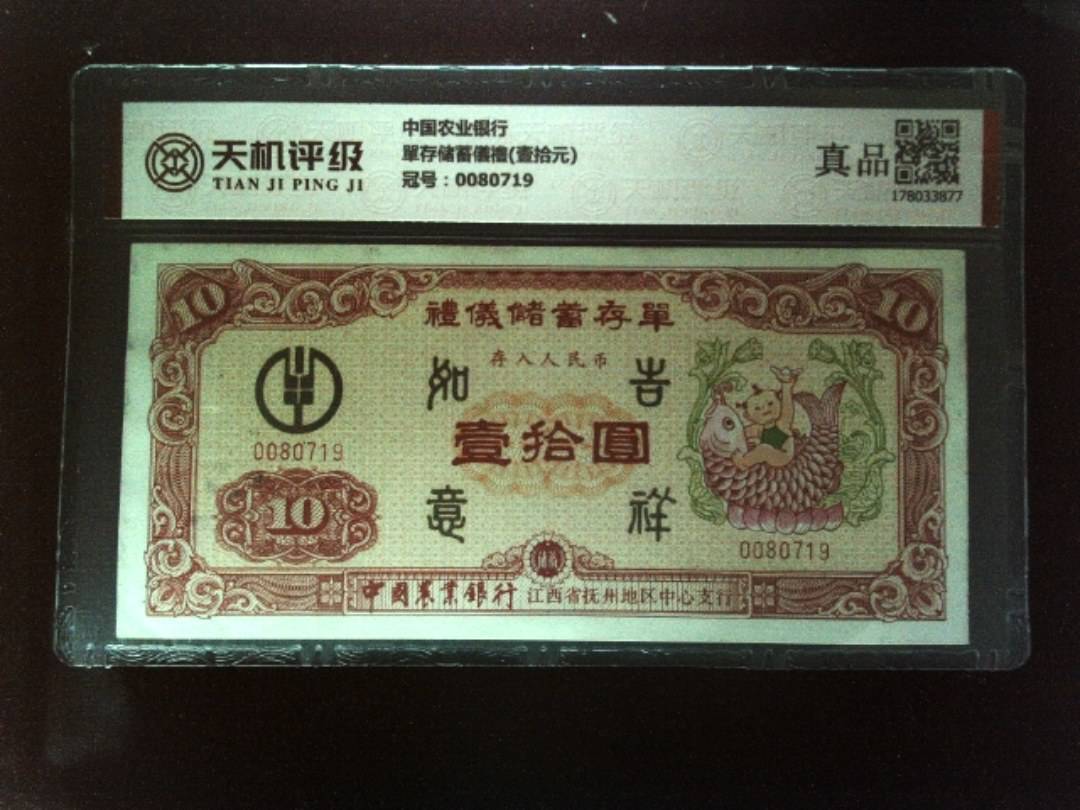 天机评级
TIAN JI PING JI
中国农业银行
單存储蓄儀禮(壹拾元)
冠号：0080719
真品
178033877
10
10
禮儀儲蓄存單
存入人民币
如
吉
0080719
壹拾圓
10
意
祥
0080719
中國農業銀行 江西省抚州地区中心支行